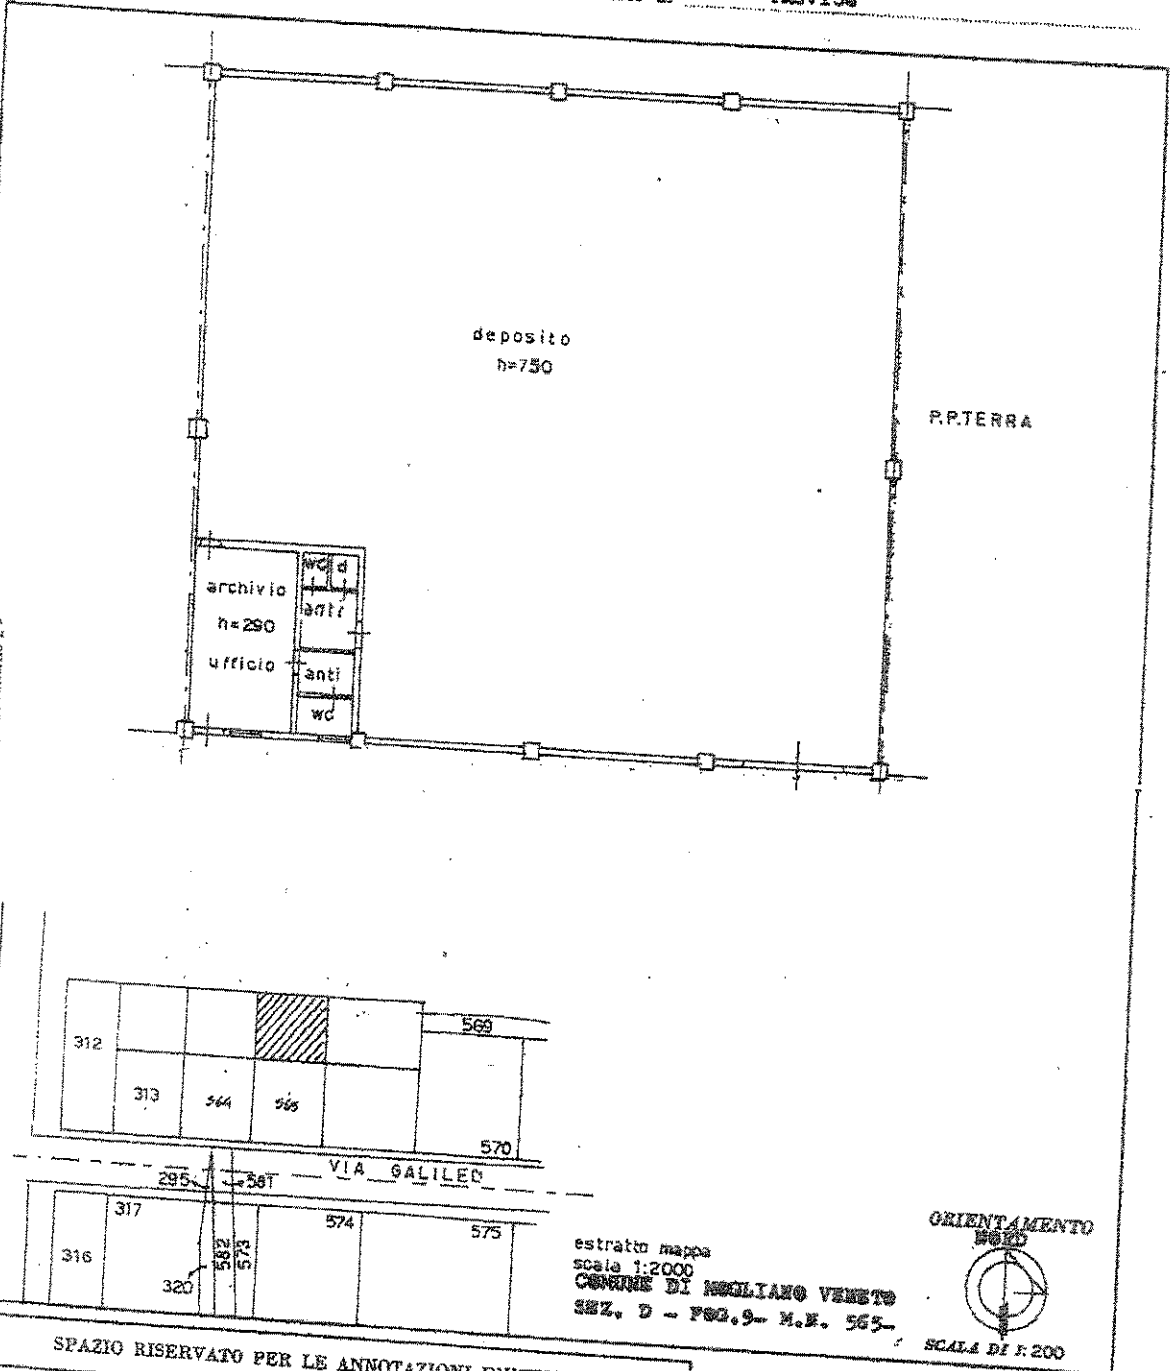 TREVISO
deposito
h=750
P.P.TERRA
wc d
archivio
anti
h=290
ufficio
anti
wc
569
312
313
564
565
570
VIA GALILEO
295
581
317
574
575
316
582
573
320
estratto mappa
scala 1:2000
COMUNE DI MOGLIANO VENETO
SEZ. D - FOG.9- M.N. 565-
ORIENTAMENTO
NORD
SCALA DI 1:200
SPAZIO RISERVATO PER LE ANNOTAZIONI